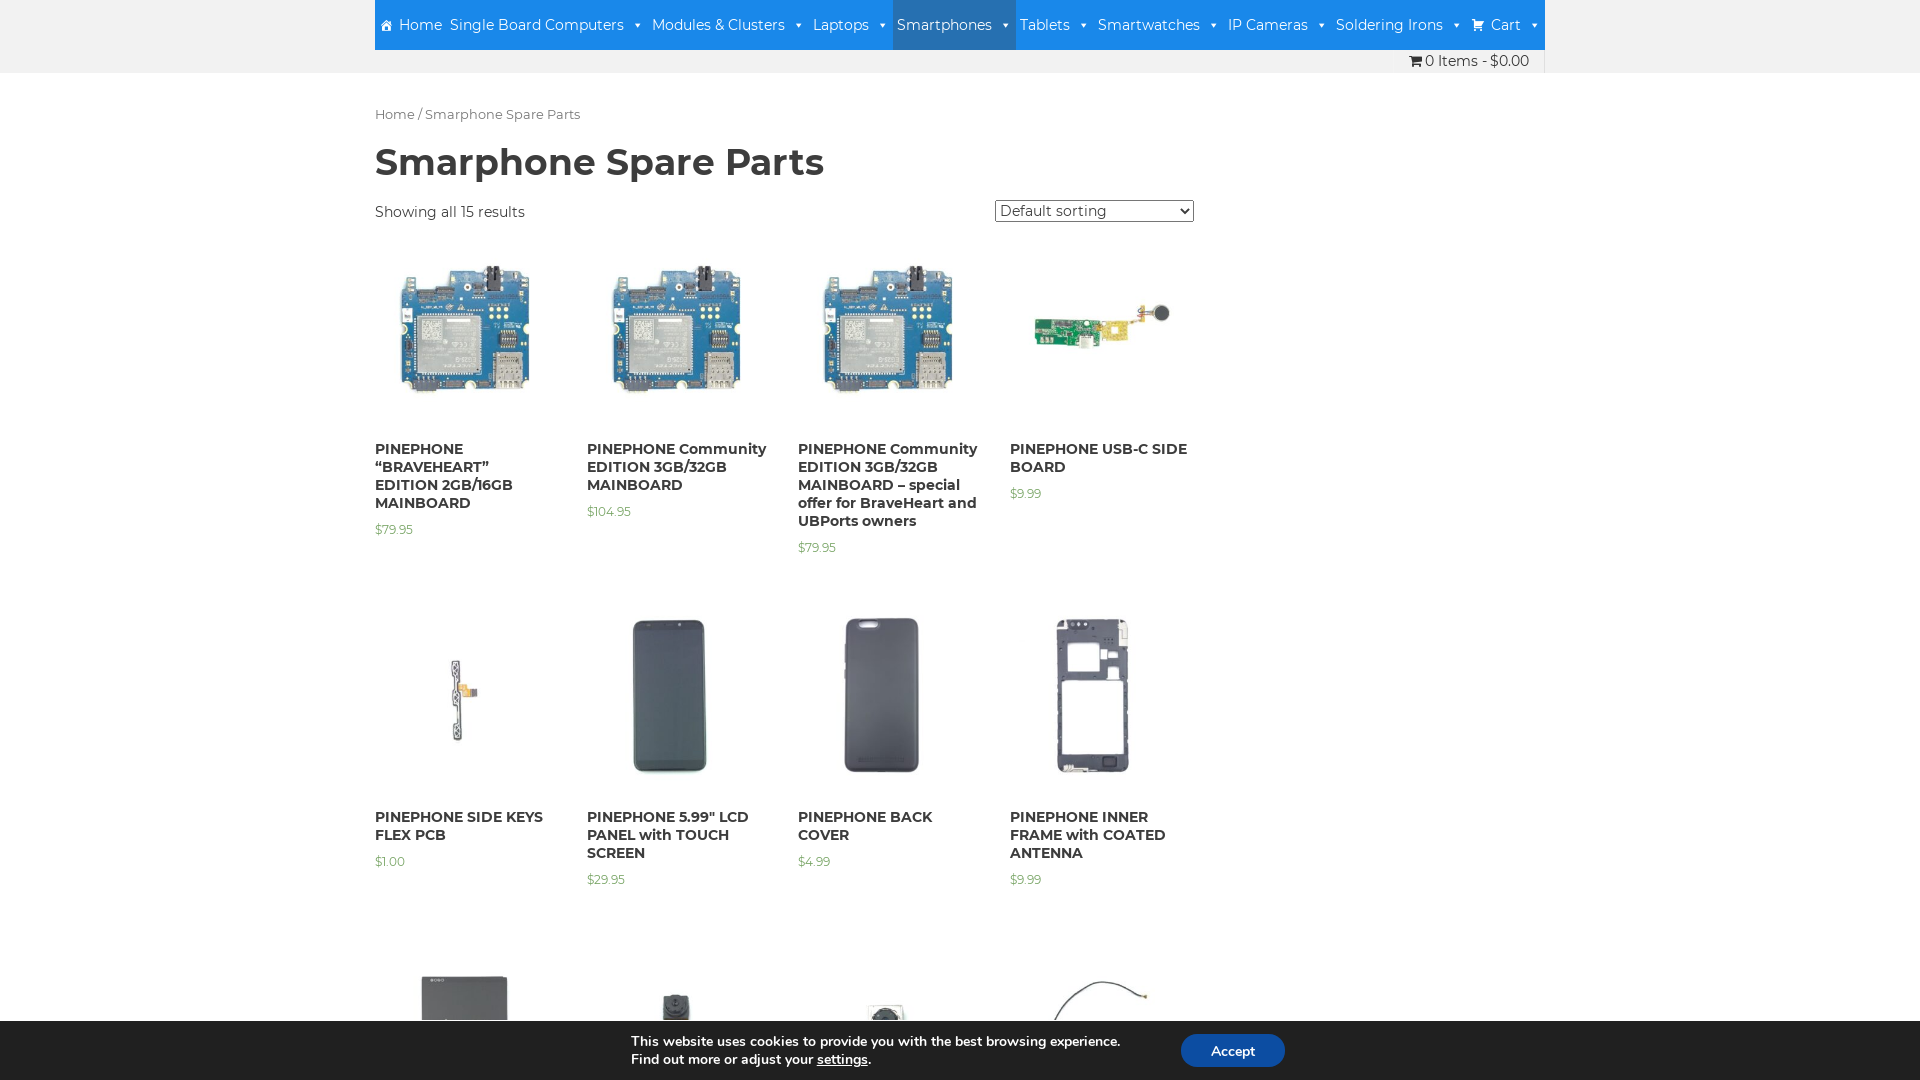 Home Single Board Computers Modules & Clusters Laptops Smartphones Tablets Smartwatches IP Cameras Soldering Irons Cart
0 Items - $0.00
Home / Smarphone Spare Parts
Smarphone Spare Parts
Showing all 15 results
Default sorting
PINEPHONE
“BRAVEHEART”
EDITION 2GB/16GB
MAINBOARD
$79.95
PINEPHONE Community
EDITION 3GB/32GB
MAINBOARD
$104.95
PINEPHONE Community
EDITION 3GB/32GB
MAINBOARD – special
offer for BraveHeart and
UBPorts owners
$79.95
PINEPHONE USB-C SIDE
BOARD
$9.99
PINEPHONE SIDE KEYS
FLEX PCB
$1.00
PINEPHONE 5.99" LCD
PANEL with TOUCH
SCREEN
$29.95
PINEPHONE BACK
COVER
$4.99
PINEPHONE INNER
FRAME with COATED
ANTENNA
$9.99
This website uses cookies to provide you with the best browsing experience.
Find out more or adjust your settings.
Accept